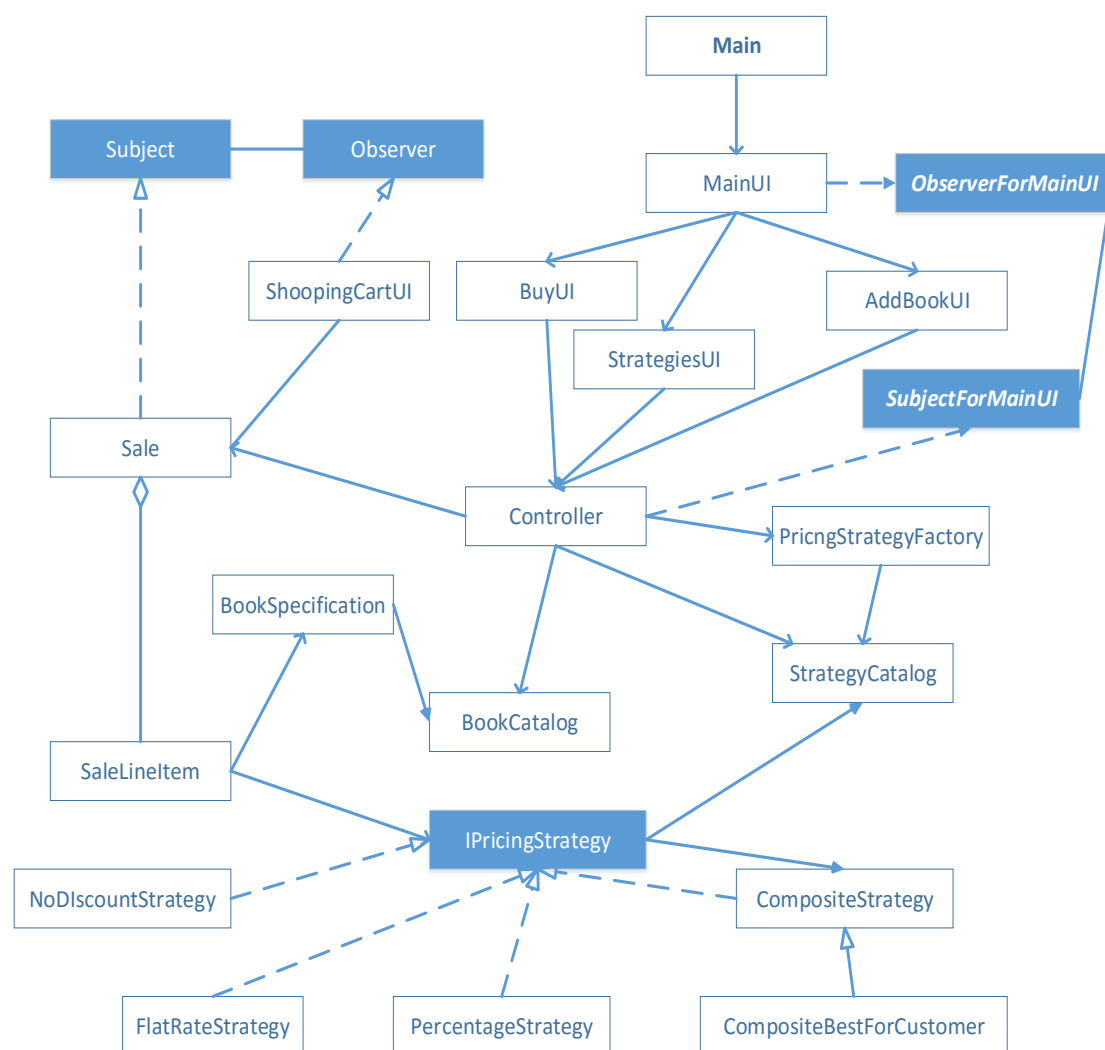 Main
Subject
Observer
MainUI
ObserverForMainUI
ShoopingCartUI
BuyUI
AddBookUI
StrategiesUI
SubjectForMainUI
Sale
Controller
PricngStrategyFactory
BookSpecification
StrategyCatalog
BookCatalog
SaleLineItem
IPricingStrategy
NoDIscountStrategy
CompositeStrategy
FlatRateStrategy
PercentageStrategy
CompositeBestForCustomer